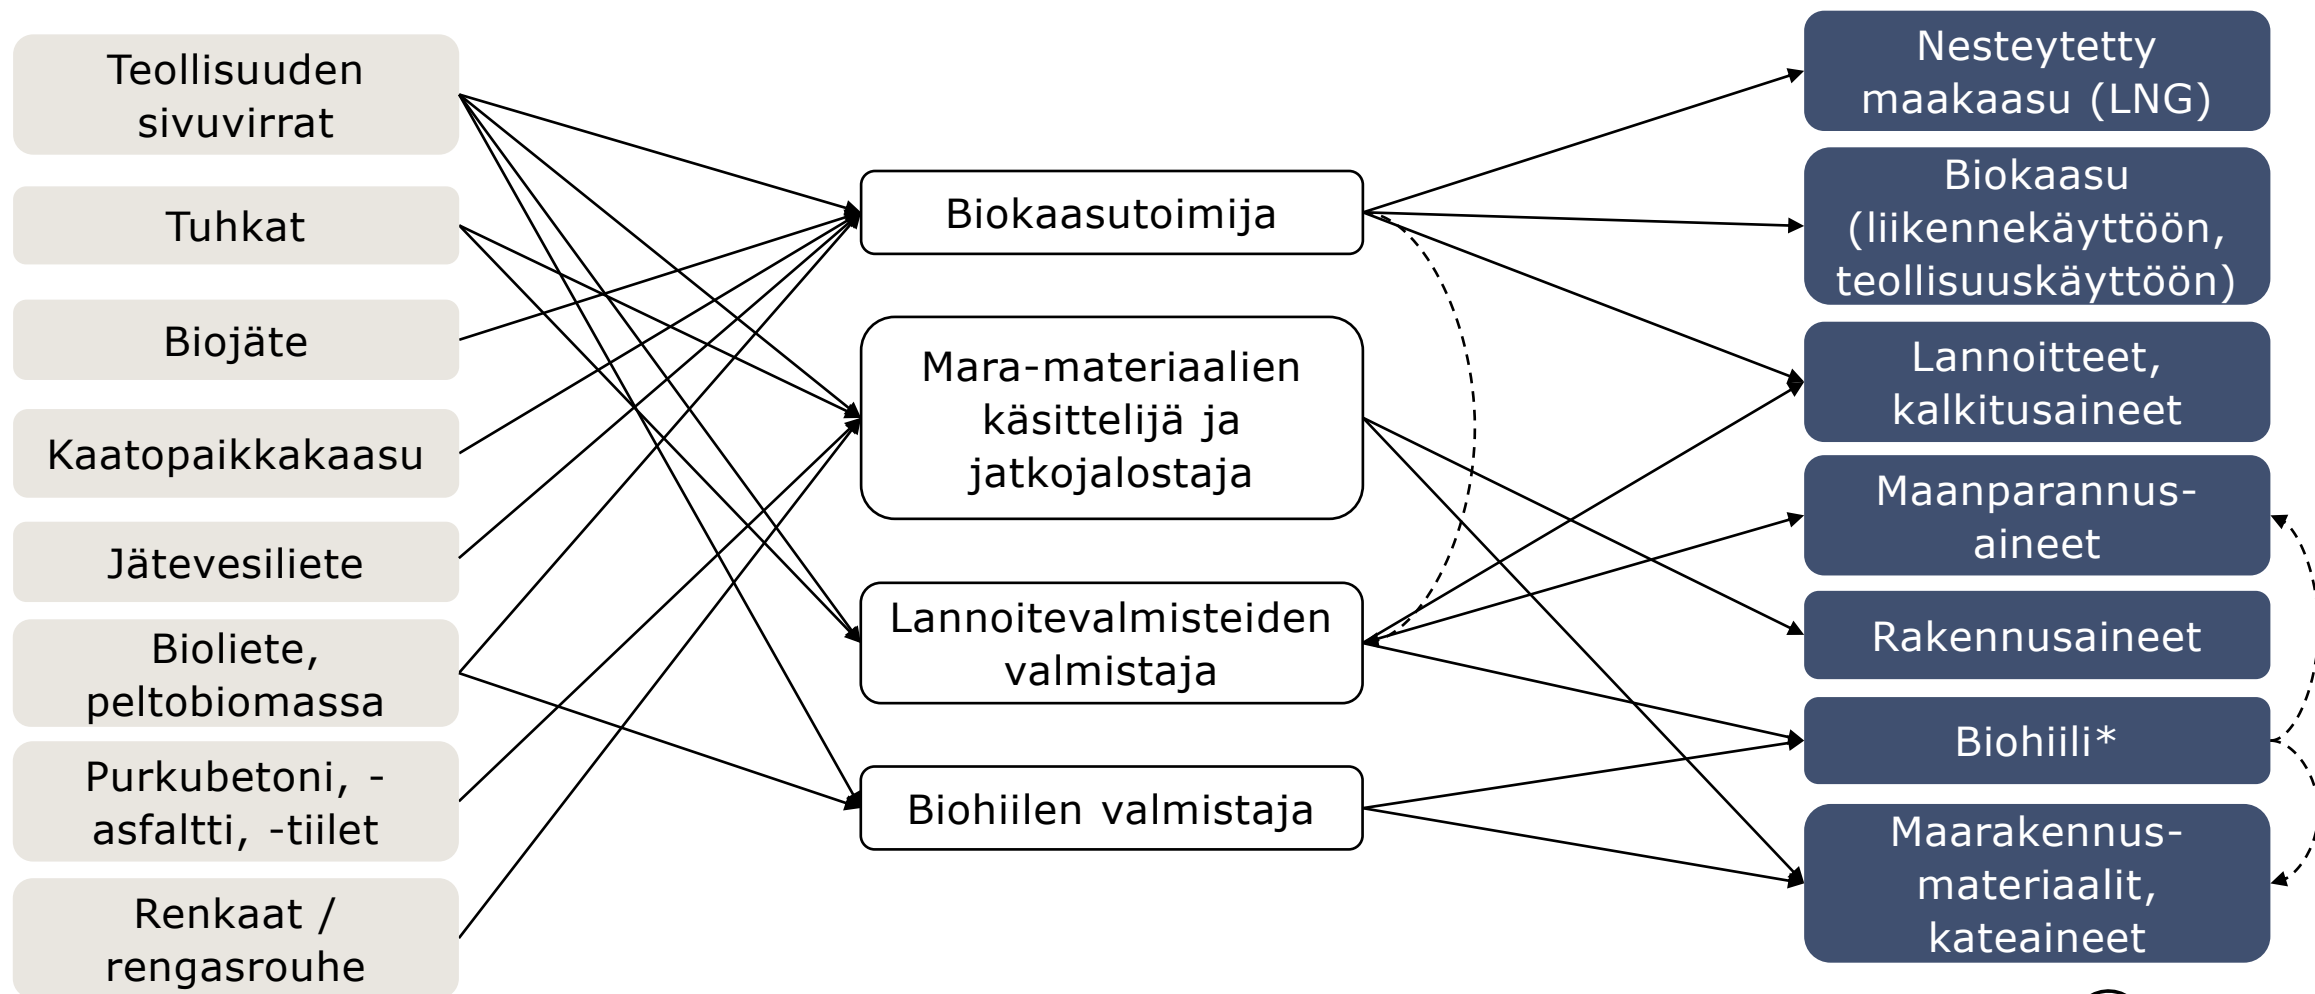 Teollisuuden
sivuvirrat
Tuhkat
Biojäte
Kaatopaikkakaasu
Jätevesiliete
Bioliete,
peltobiomassa
Purkubetoni, -
asfaltti, -tiilet
Renkaat /
rengasrouhe
Biokaasutoimija
Mara-materiaalien
käsittelijä ja
jatkojalostaja
Lannoitevalmisteiden
valmistaja
Biohiilen valmistaja
Nesteytetty
maakaasu (LNG)
Biokaasu
(liikennekäyttöön,
teollisuuskäyttöön)
Lannoitteet,
kalkitusaineet
Maanparannus-
aineet
Rakennusaineet
Biohiili*
Maarakennus-
materiaalit,
kateaineet